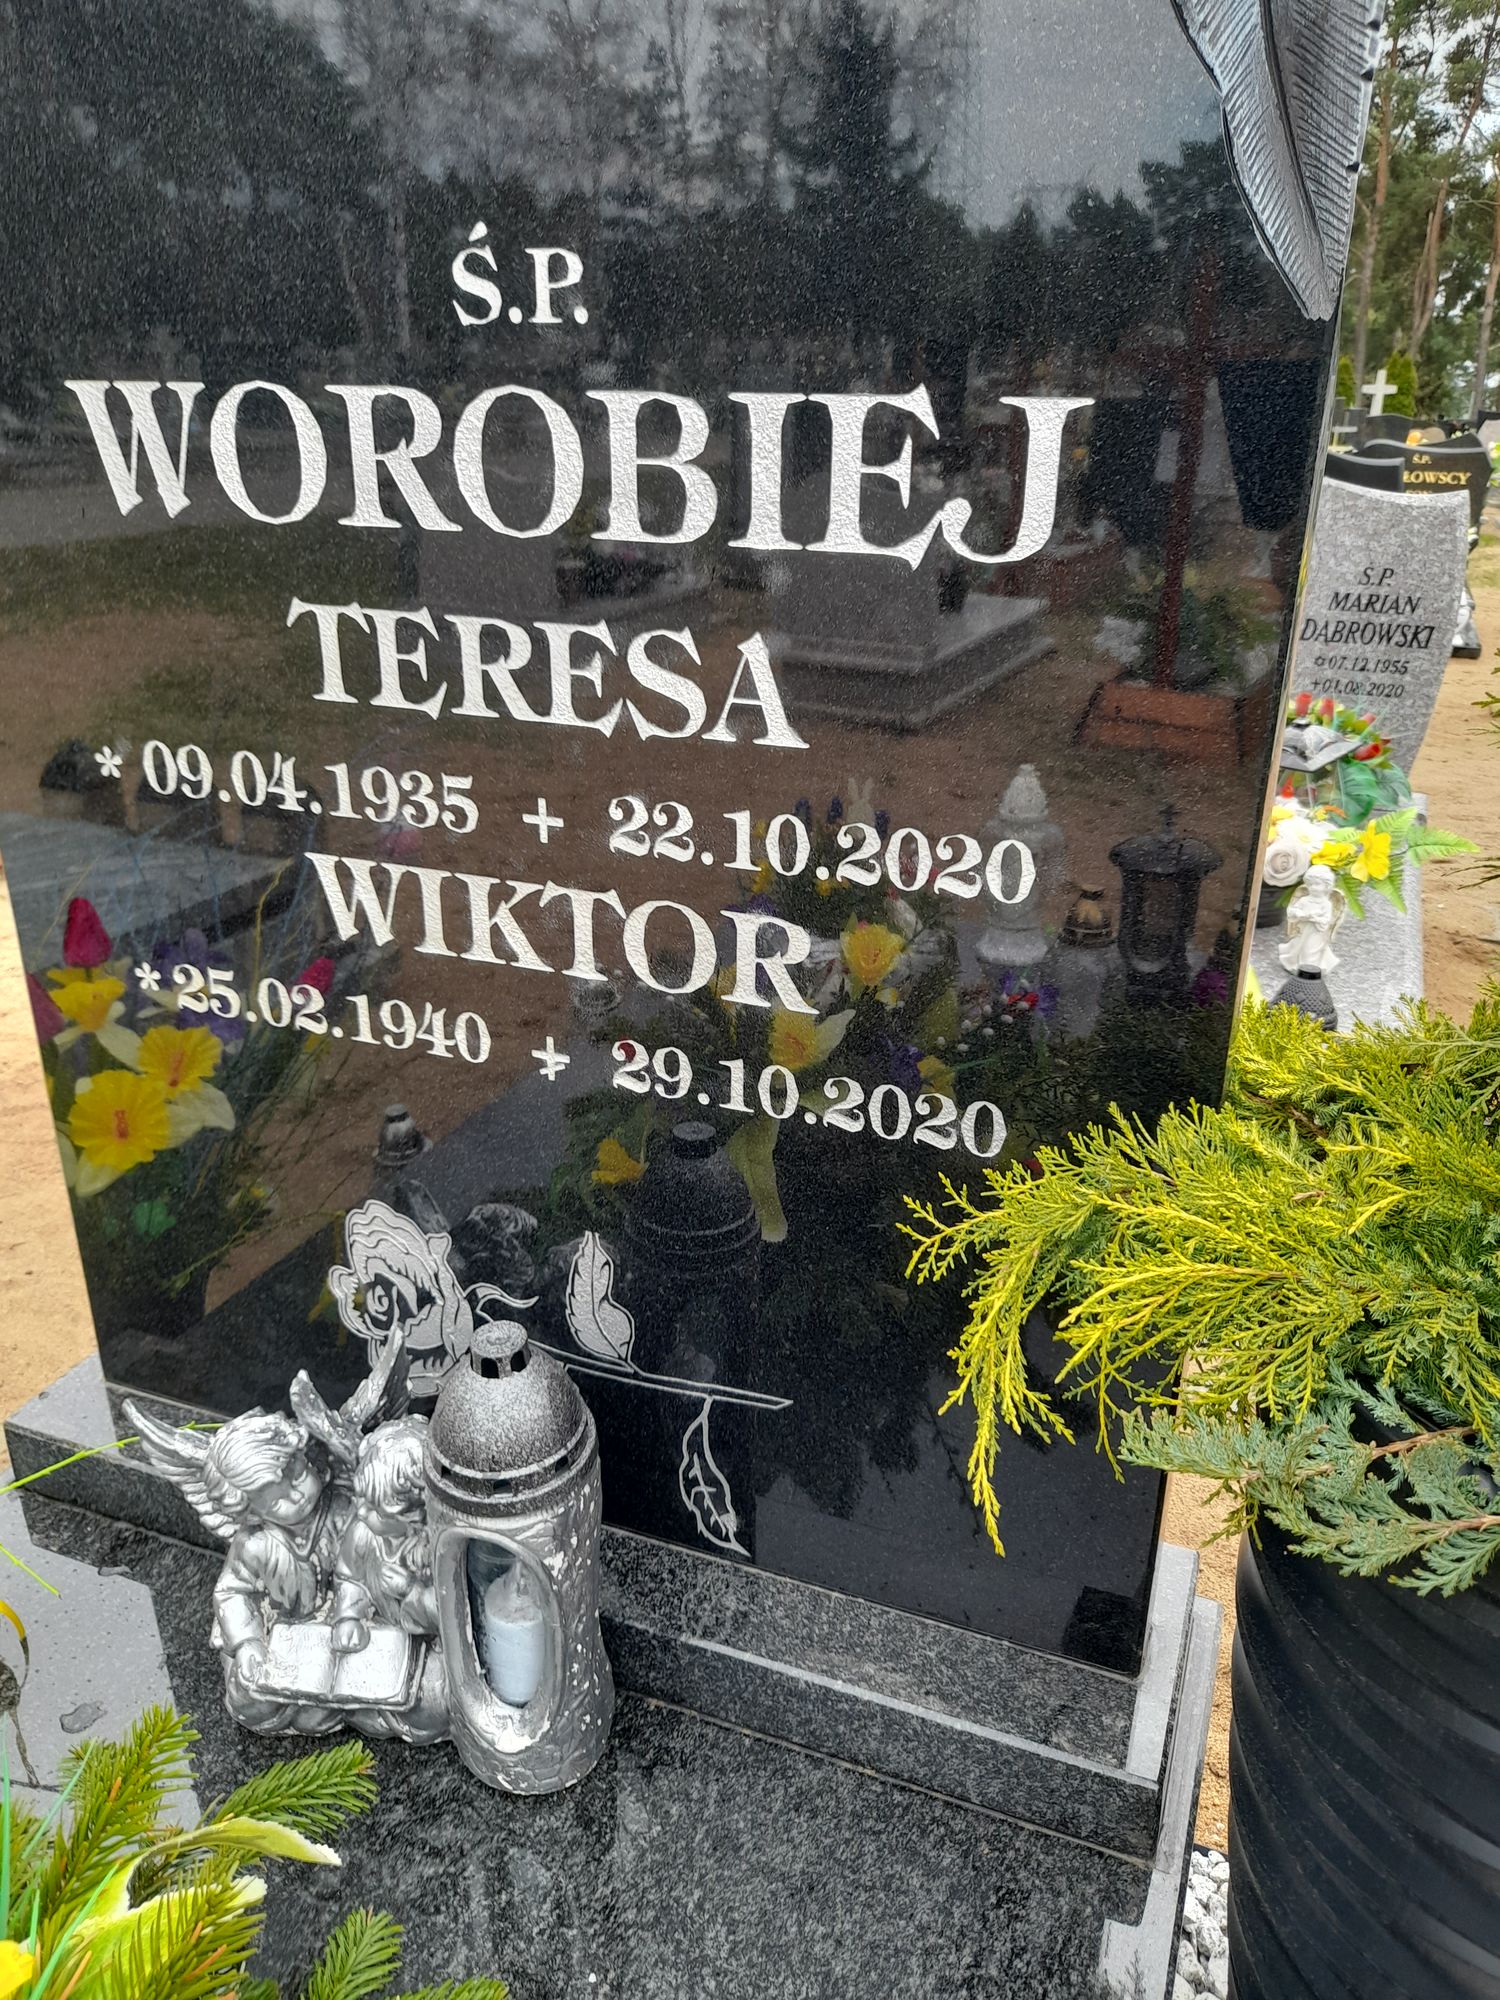 Ś.P.
WOROBIEJ
TERESA
* 09.04.1935 + 22.10.2020
WIKTOR
* 25.02.1940 + 29.10.2020
Ś.P.
MARIAN
DĄBROWSKI
¤07.12.1955
+01.08.2020
Ś.P.